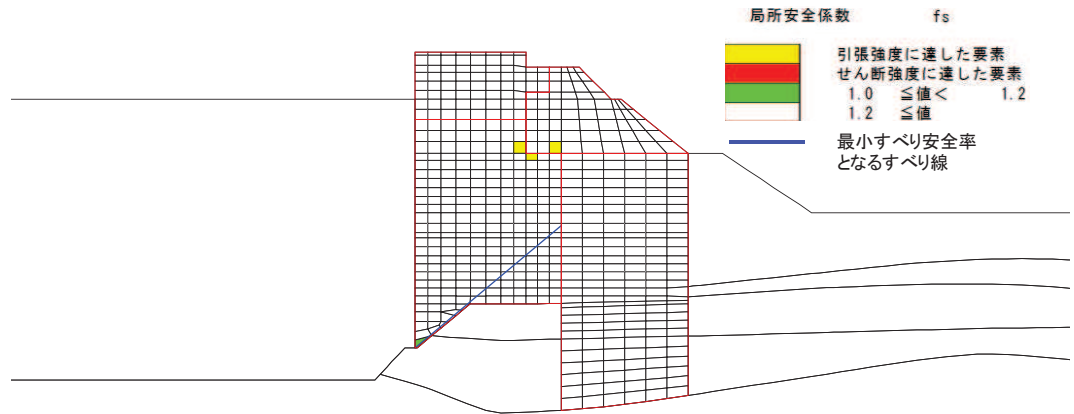 局所安全係数 fs
引張強度に達した要素
せん断強度に達した要素
1.0 ≦値< 1.2
1.2 ≦値
最小すべり安全率
となるすべり線